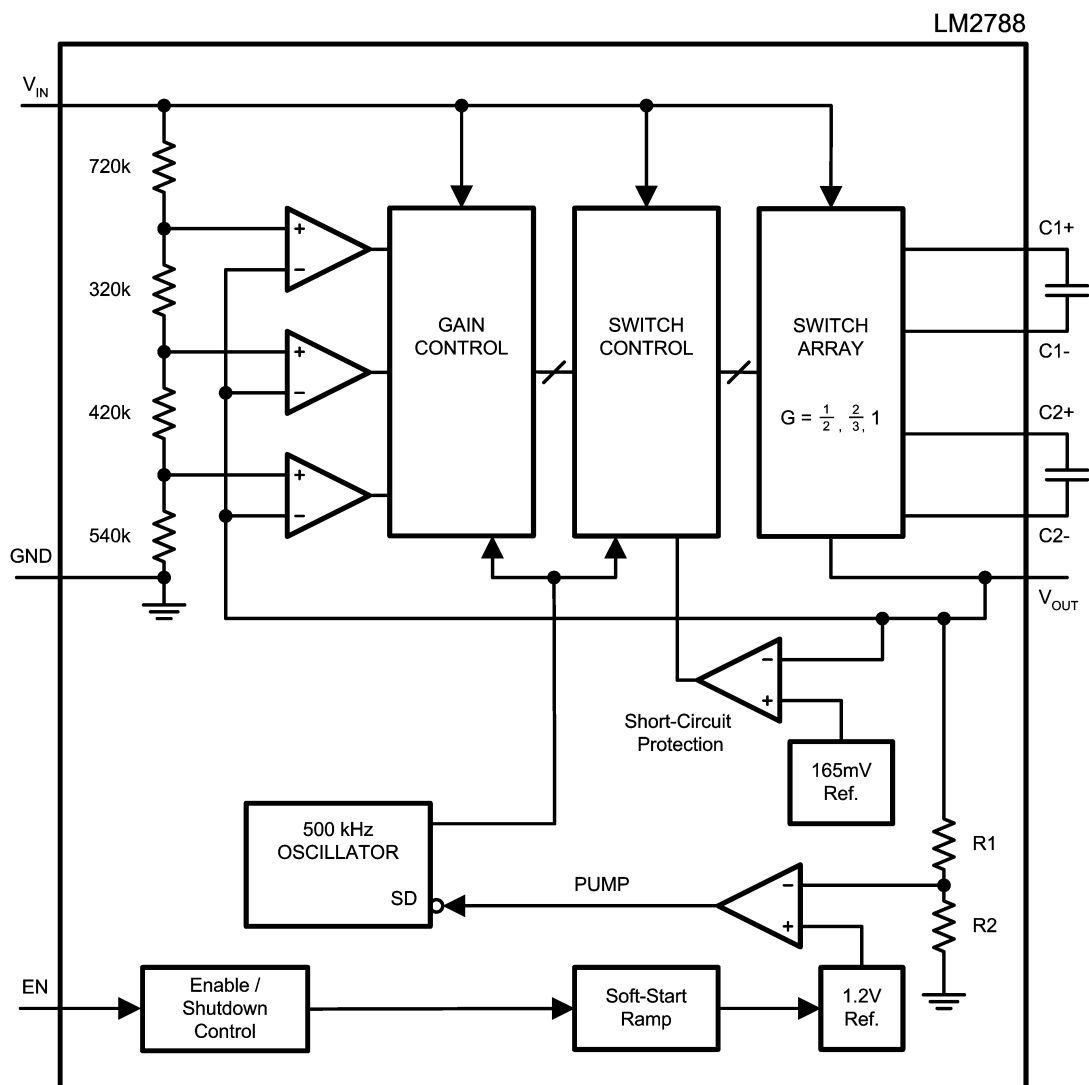 LM2788
VIN
720k
320k
420k
540k
GND
+
−
+
−
+
−
GAIN
CONTROL
SWITCH
CONTROL
SWITCH
ARRAY
G = 1/2, 2/3, 1
C1+
C1-
C2+
C2-
VOUT
−
+
Short-Circuit
Protection
165mV
Ref.
500 kHz
OSCILLATOR
SD
PUMP
−
+
R1
R2
EN
Enable /
Shutdown
Control
Soft-Start
Ramp
1.2V
Ref.